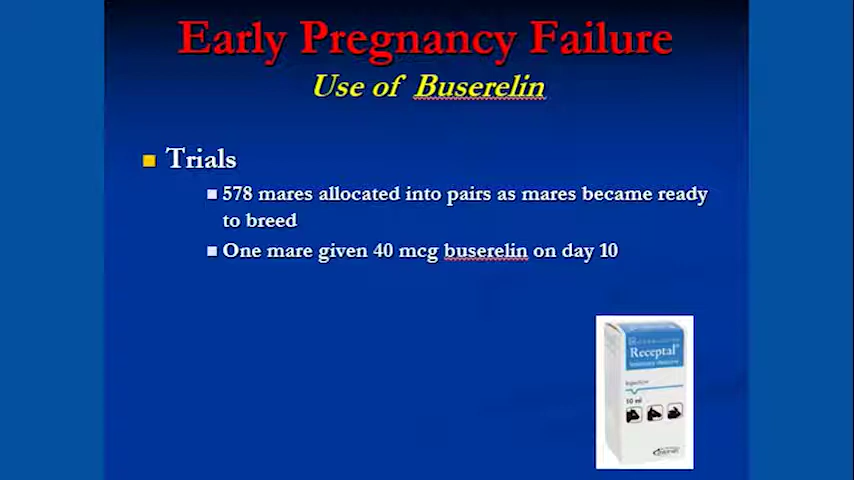 Early Pregnancy Failure
Use of Buserelin
Trials
578 mares allocated into pairs as mares became ready
to breed
One mare given 40 mcg buserelin on day 10
Receptal®
10 ml